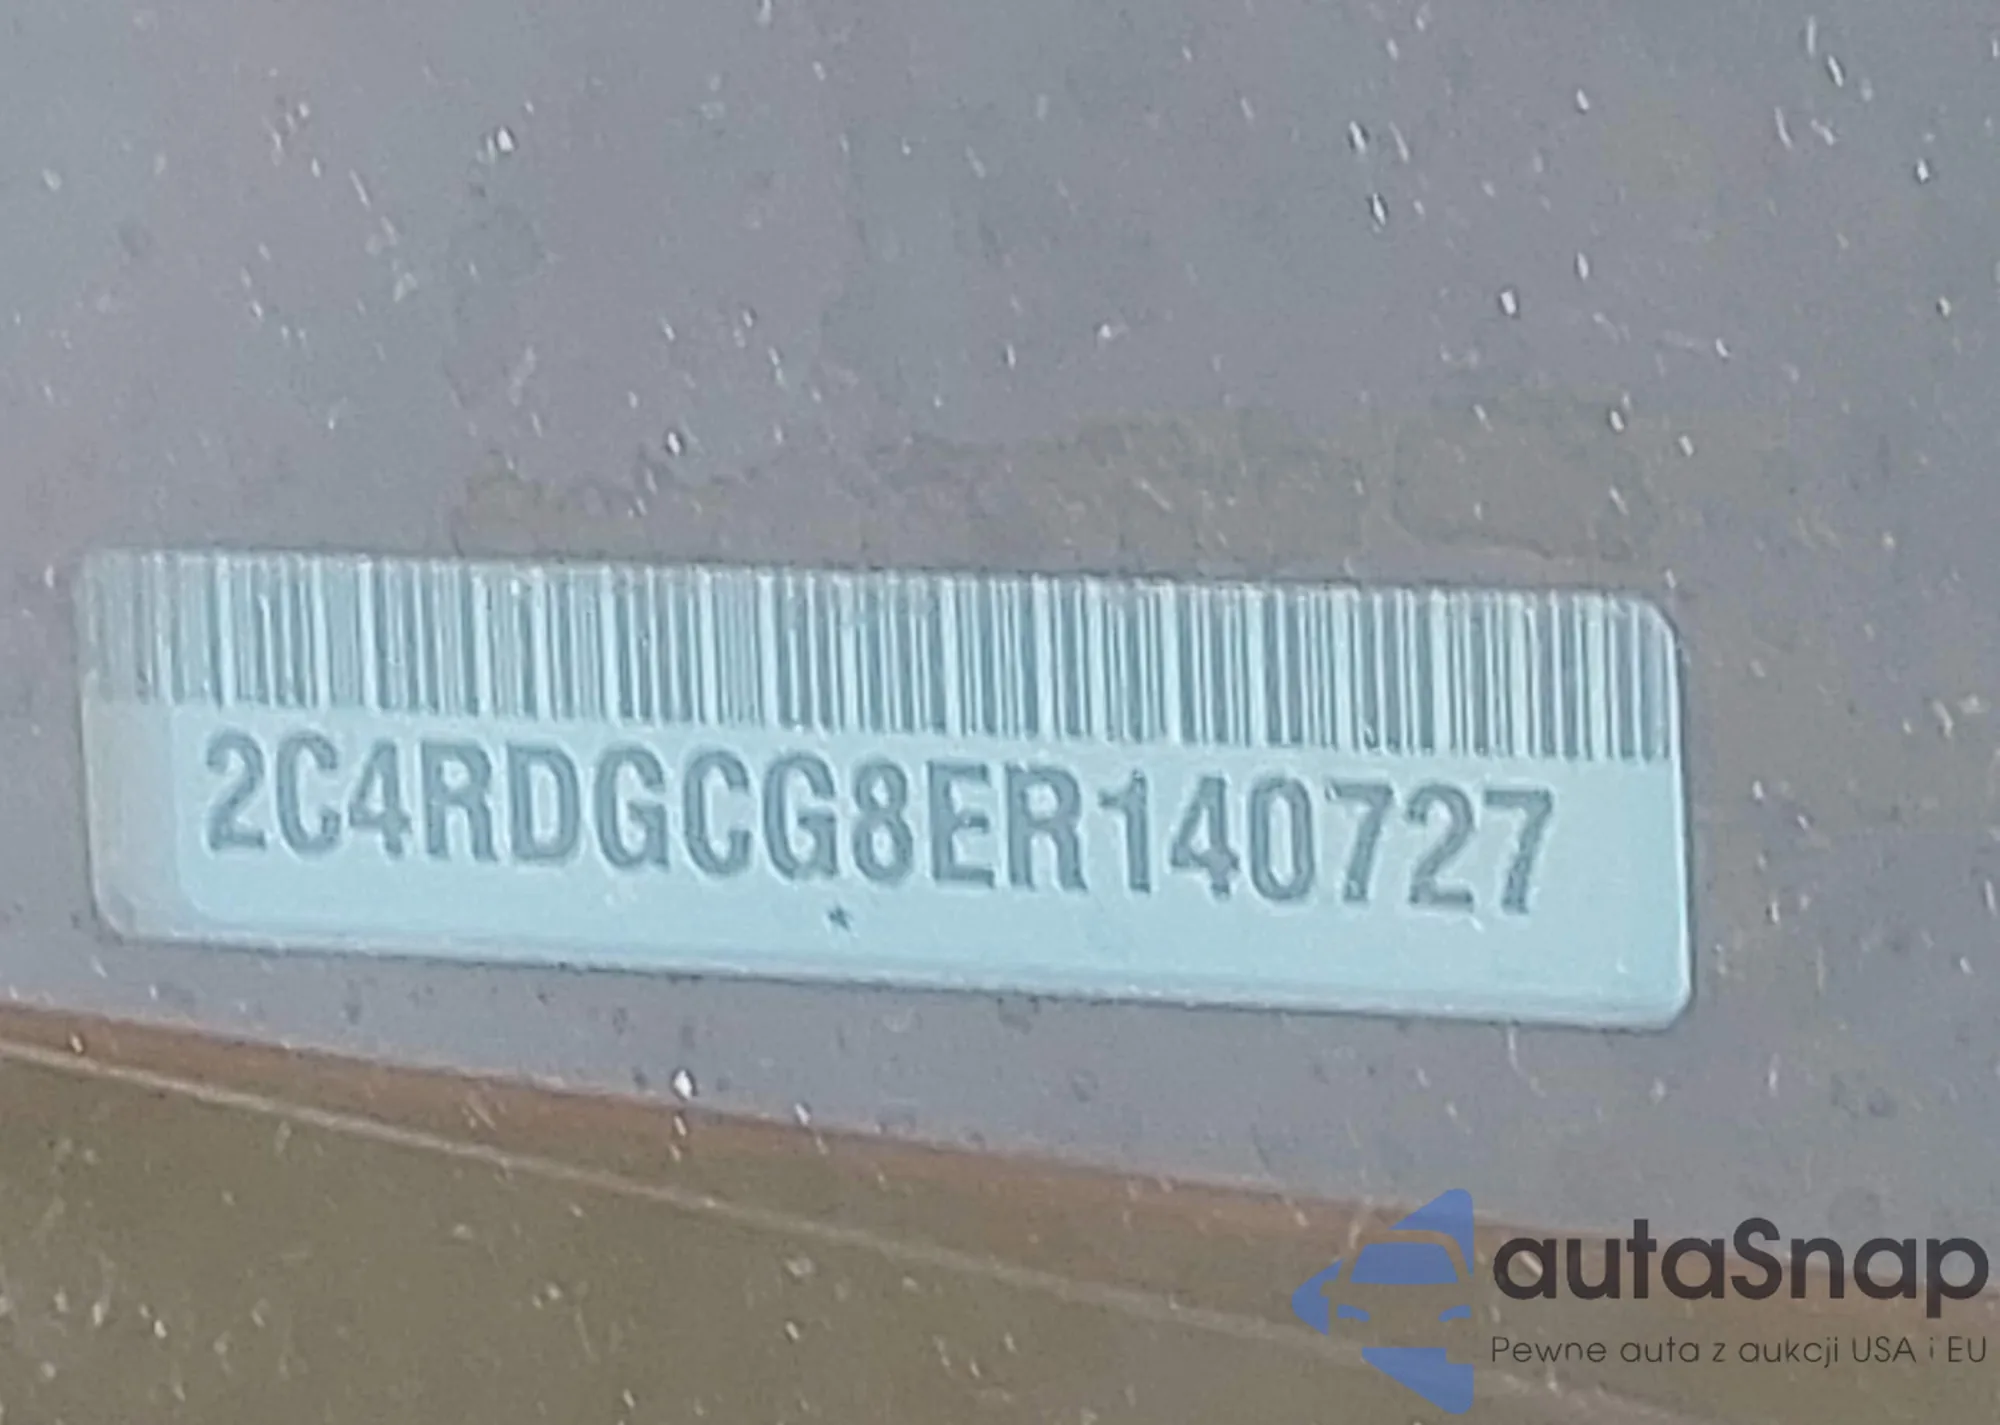 2C4RDGCG8ER140727
*
autaSnap
Pewne auta z aukcji USA i EU